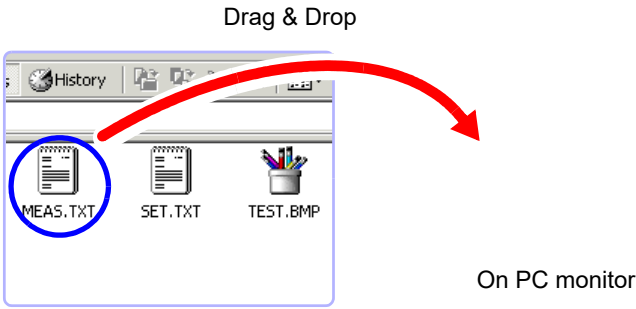 Drag & Drop
History
MEAS.TXT
SET.TXT
TEST.BMP
On PC monitor